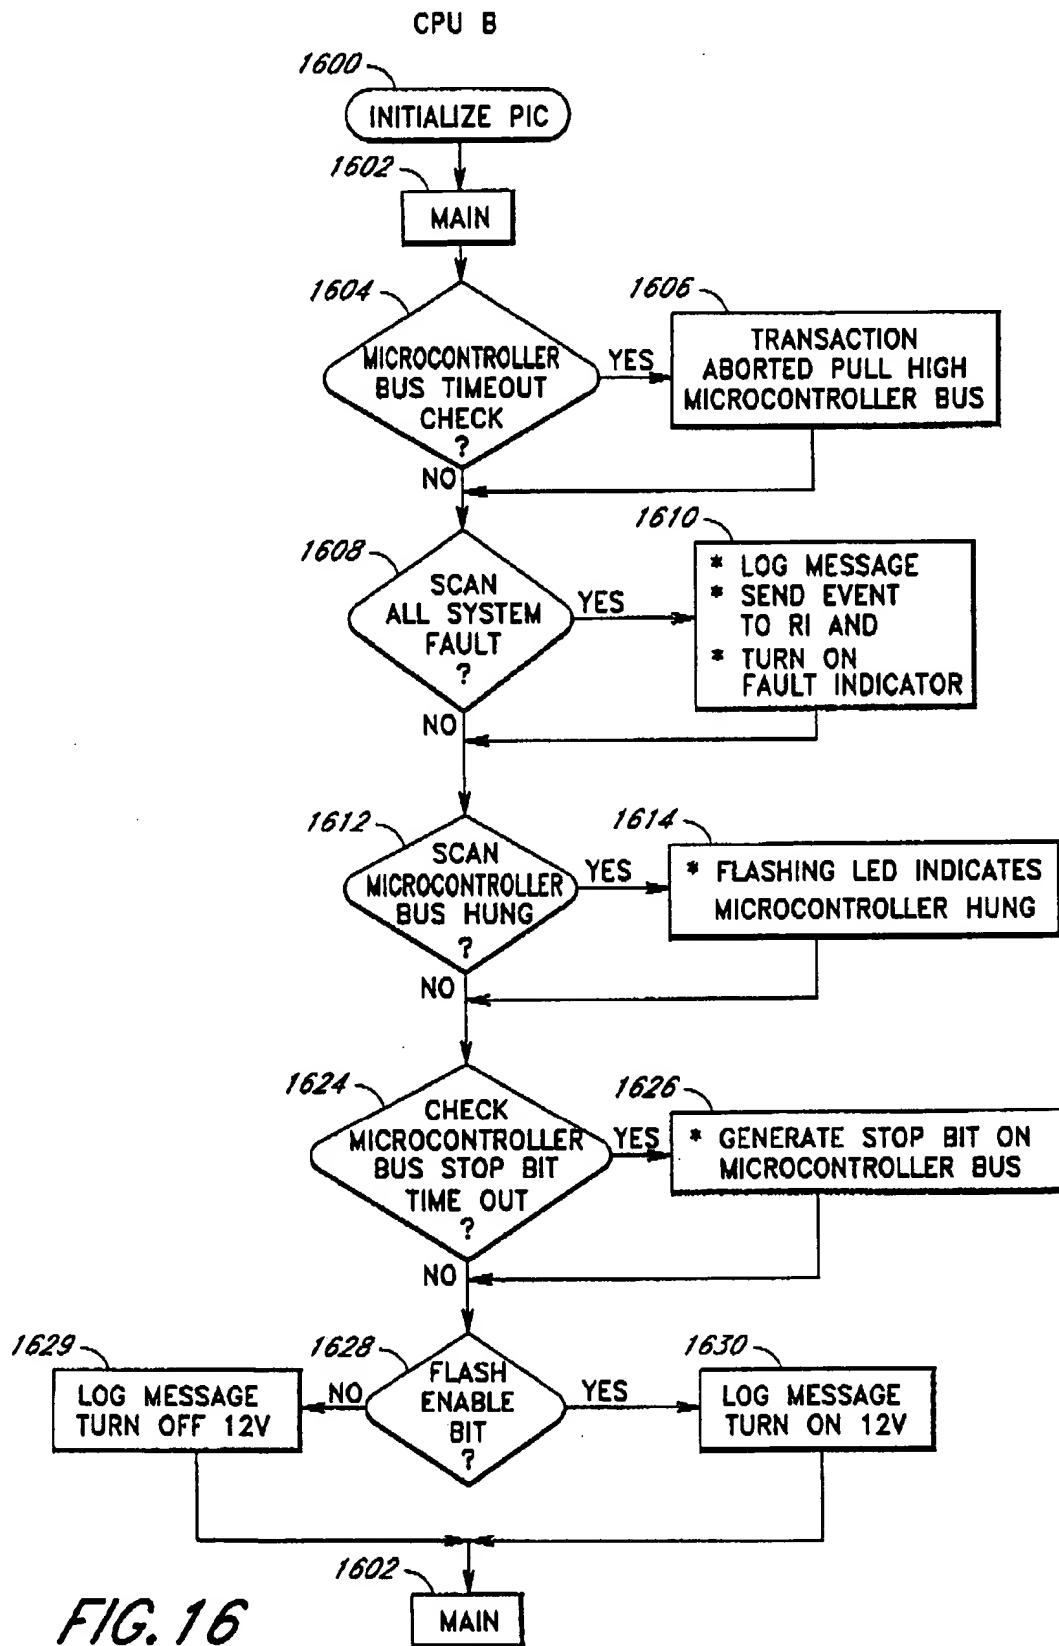 CPU B
1600
INITIALIZE PIC
1602
MAIN
1604
MICROCONTROLLER
BUS TIMEOUT
CHECK
?
YES
NO
1606
TRANSACTION
ABORTED PULL HIGH
MICROCONTROLLER BUS
1608
SCAN
ALL SYSTEM
FAULT
?
YES
NO
1610
* LOG MESSAGE
* SEND EVENT
TO RI AND
* TURN ON
FAULT INDICATOR
1612
SCAN
MICROCONTROLLER
BUS HUNG
?
YES
NO
1614
* FLASHING LED INDICATES
MICROCONTROLLER HUNG
1624
CHECK
MICROCONTROLLER
BUS STOP BIT
TIME OUT
?
YES
NO
1626
* GENERATE STOP BIT ON
MICROCONTROLLER BUS
1628
FLASH
ENABLE
BIT
?
NO
YES
1629
LOG MESSAGE
TURN OFF 12V
1630
LOG MESSAGE
TURN ON 12V
1602
MAIN
FIG. 16